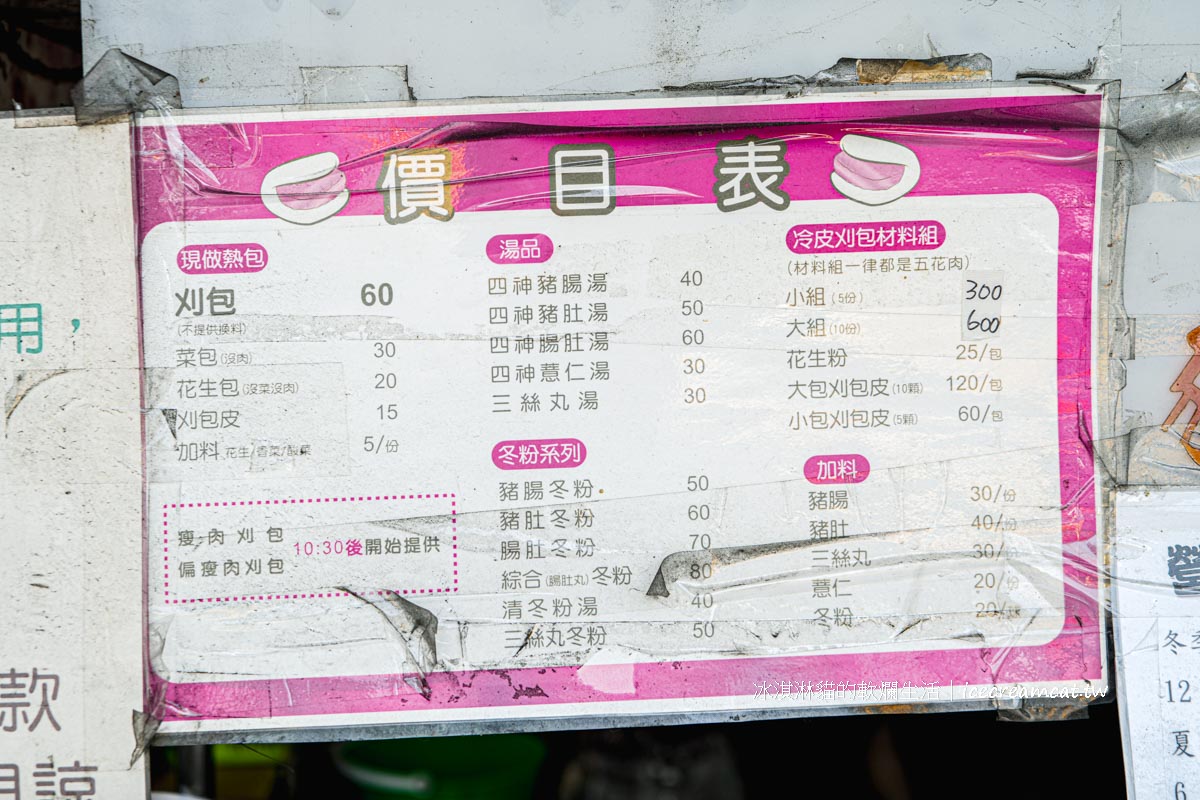 價 目 表
現做熱包
刈包 60
(不提供換料)
菜包(沒肉) 30
花生包(沒菜沒肉) 20
刈包皮 15
加料 花生/香菜/酸菜 5/份
瘦肉刈包
偏瘦肉刈包
10:30後開始提供
湯品
四神豬腸湯 40
四神豬肚湯 50
四神腸肚湯 60
四神薏仁湯 30
三絲丸湯 30
冬粉系列
豬腸冬粉 50
豬肚冬粉 60
腸肚冬粉 70
綜合(腸肚丸)冬粉 80
清冬粉湯 40
三絲丸冬粉 50
冷皮刈包材料組
(材料組一律都是五花肉)
小組(5份) 300
大組(10份) 600
花生粉 25/包
大包刈包皮(10顆) 120/包
小包刈包皮(5顆) 60/包
加料
豬腸 30/份
豬肚 40/份
三絲丸 30/份
薏仁 20/份
冬粉 20/球
用，
款
諒
營
冬季
12
夏
6
冰淇淋貓的軟欄生活 | icecreamcat.tw